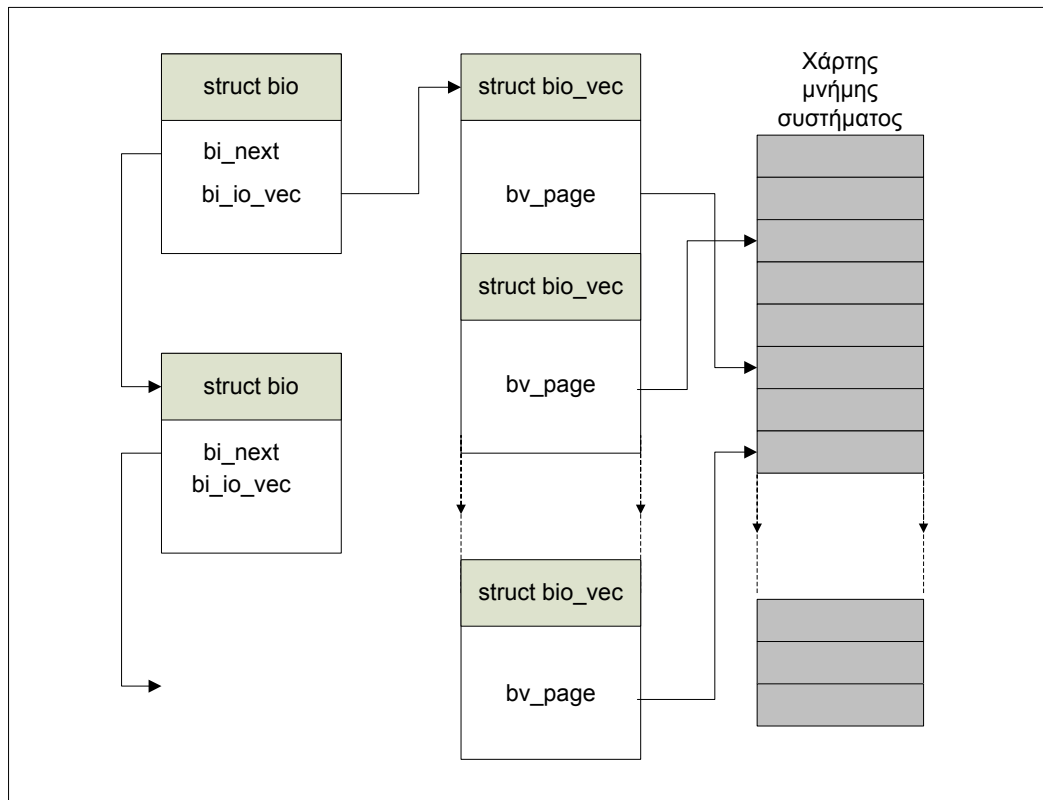 struct bio
bi_next
bi_io_vec
struct bio
bi_next
bi_io_vec
struct bio_vec
bv_page
struct bio_vec
bv_page
struct bio_vec
bv_page
Χάρτης
μνήμης
συστήματος